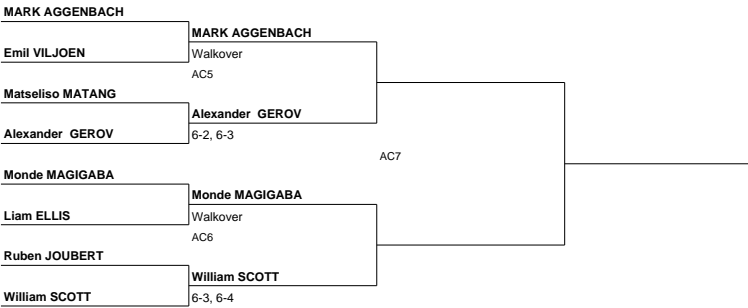 MARK AGGENBACH
MARK AGGENBACH
Emil VILJOEN
Walkover
AC5
Matseliso MATANG
Alexander  GEROV
Alexander  GEROV
6-2, 6-3
AC7
Monde MAGIGABA
Monde MAGIGABA
Liam ELLIS
Walkover
AC6
Ruben JOUBERT
William SCOTT
William SCOTT
6-3, 6-4